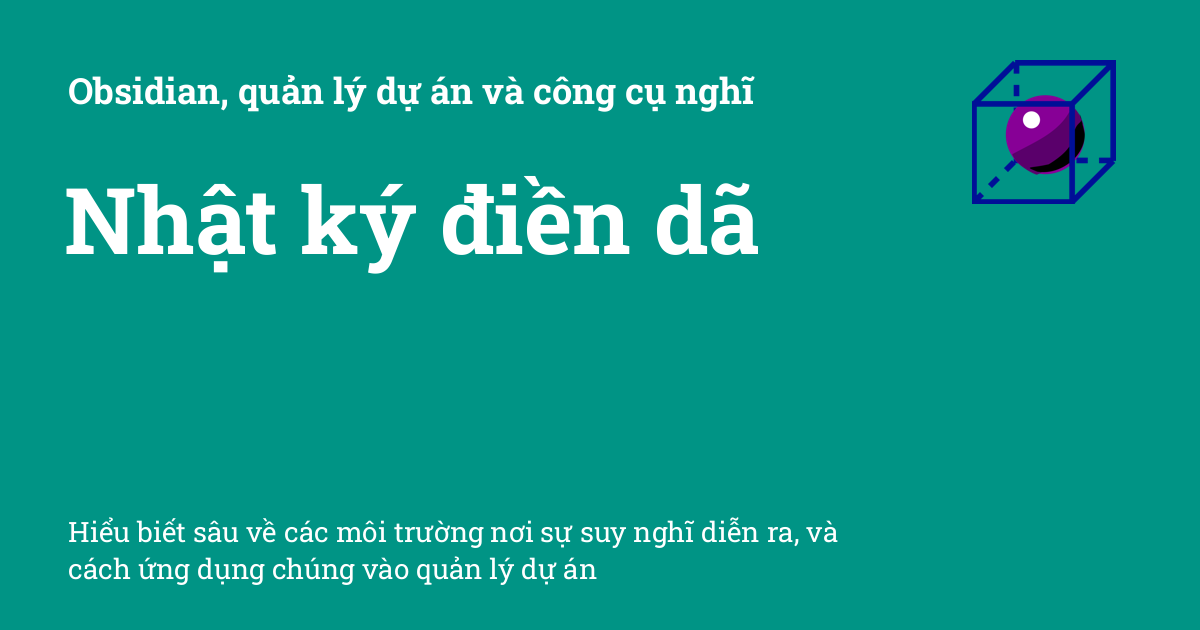 Obsidian, quản lý dự án và công cụ nghĩ
Nhật ký điền dã
Hiểu biết sâu về các môi trường nơi sự suy nghĩ diễn ra, và
cách ứng dụng chúng vào quản lý dự án